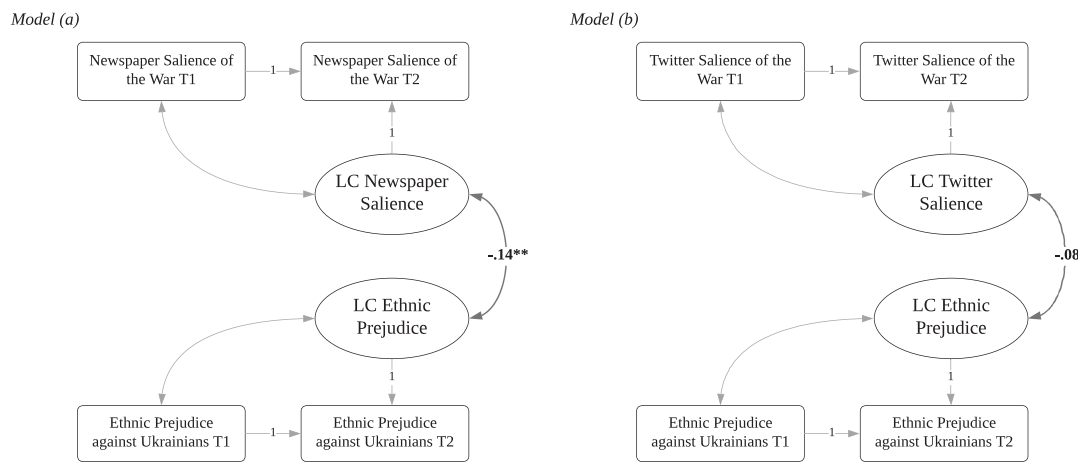 Model (a)
Newspaper Salience of
the War T1
1
Newspaper Salience of
the War T2
1
LC Newspaper
Salience
-.14**
LC Ethnic
Prejudice
1
Ethnic Prejudice
against Ukrainians T1
1
Ethnic Prejudice
against Ukrainians T2
Model (b)
Twitter Salience of the
War T1
1
Twitter Salience of the
War T2
1
LC Twitter
Salience
-.08
LC Ethnic
Prejudice
1
Ethnic Prejudice
against Ukrainians T1
1
Ethnic Prejudice
against Ukrainians T2